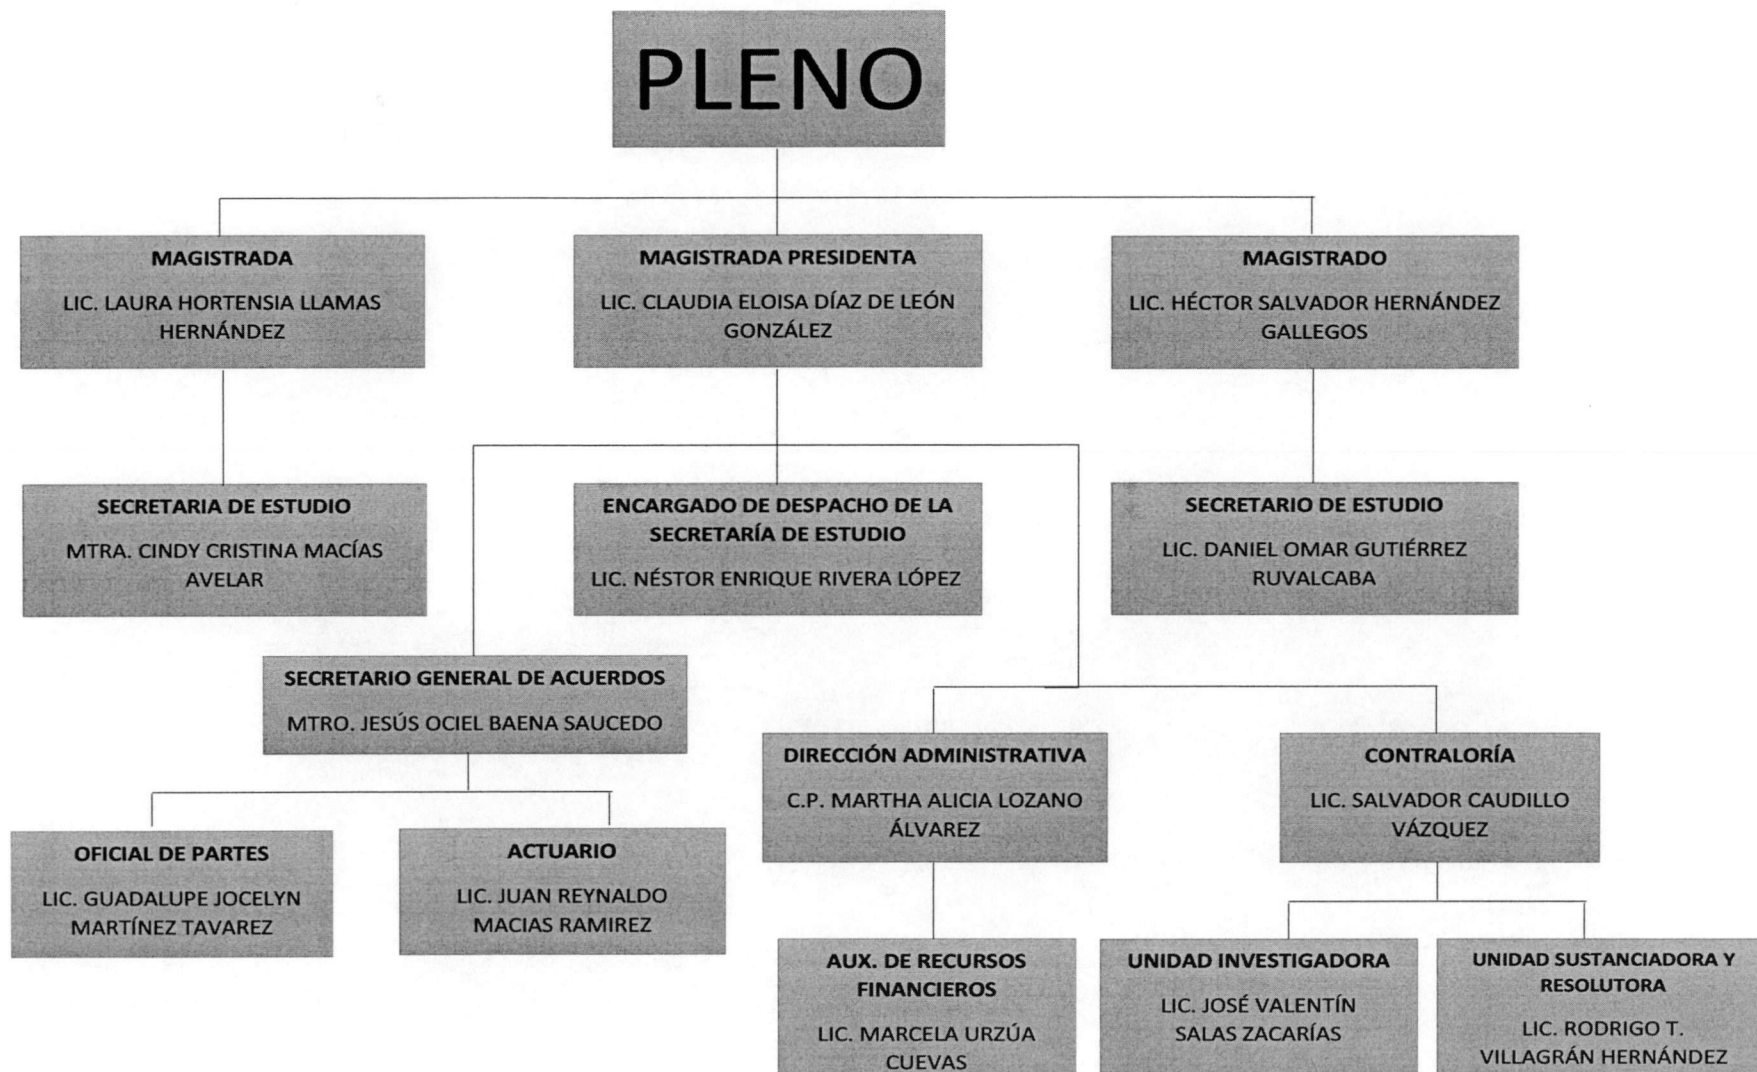 PLENO
MAGISTRADA
LIC. LAURA HORTENSIA LLAMAS
HERNÁNDEZ
MAGISTRADA PRESIDENTA
LIC. CLAUDIA ELOISA DÍAZ DE LEÓN
GONZÁLEZ
MAGISTRADO
LIC. HÉCTOR SALVADOR HERNÁNDEZ
GALLEGOS
SECRETARIA DE ESTUDIO
MTRA. CINDY CRISTINA MACÍAS
AVELAR
ENCARGADO DE DESPACHO DE LA
SECRETARÍA DE ESTUDIO
LIC. NÉSTOR ENRIQUE RIVERA LÓPEZ
SECRETARIO DE ESTUDIO
LIC. DANIEL OMAR GUTIÉRREZ
RUVALCABA
SECRETARIO GENERAL DE ACUERDOS
MTRO. JESÚS OCIEL BAENA SAUCEDO
DIRECCIÓN ADMINISTRATIVA
C.P. MARTHA ALICIA LOZANO
ÁLVAREZ
CONTRALORÍA
LIC. SALVADOR CAUDILLO
VÁZQUEZ
OFICIAL DE PARTES
LIC. GUADALUPE JOCELYN
MARTÍNEZ TAVAREZ
ACTUARIO
LIC. JUAN REYNALDO
MACIAS RAMIREZ
AUX. DE RECURSOS
FINANCIEROS
LIC. MARCELA URZÚA
CUEVAS
UNIDAD INVESTIGADORA
LIC. JOSÉ VALENTÍN
SALAS ZACARÍAS
UNIDAD SUSTANCIADORA Y
RESOLUTORA
LIC. RODRIGO T.
VILLAGRÁN HERNÁNDEZ